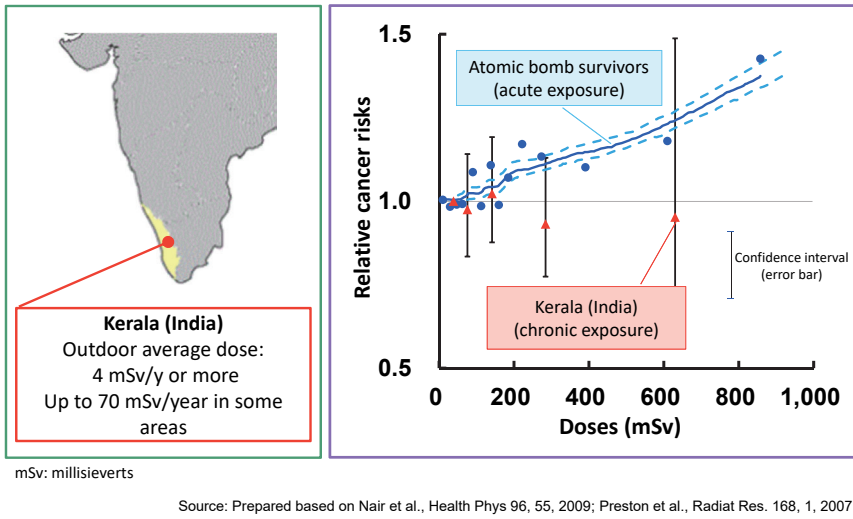 Kerala (India)
Outdoor average dose:
4 mSv/y or more
Up to 70 mSv/year in some
areas
mSv: millisieverts
Relative cancer risks
1.5
1.0
0.5
Atomic bomb survivors
(acute exposure)
Confidence interval
(error bar)
Kerala (India)
(chronic exposure)
0 200 400 600 800 1,000
Doses (mSv)
Source: Prepared based on Nair et al., Health Phys 96, 55, 2009; Preston et al., Radiat Res. 168, 1, 2007